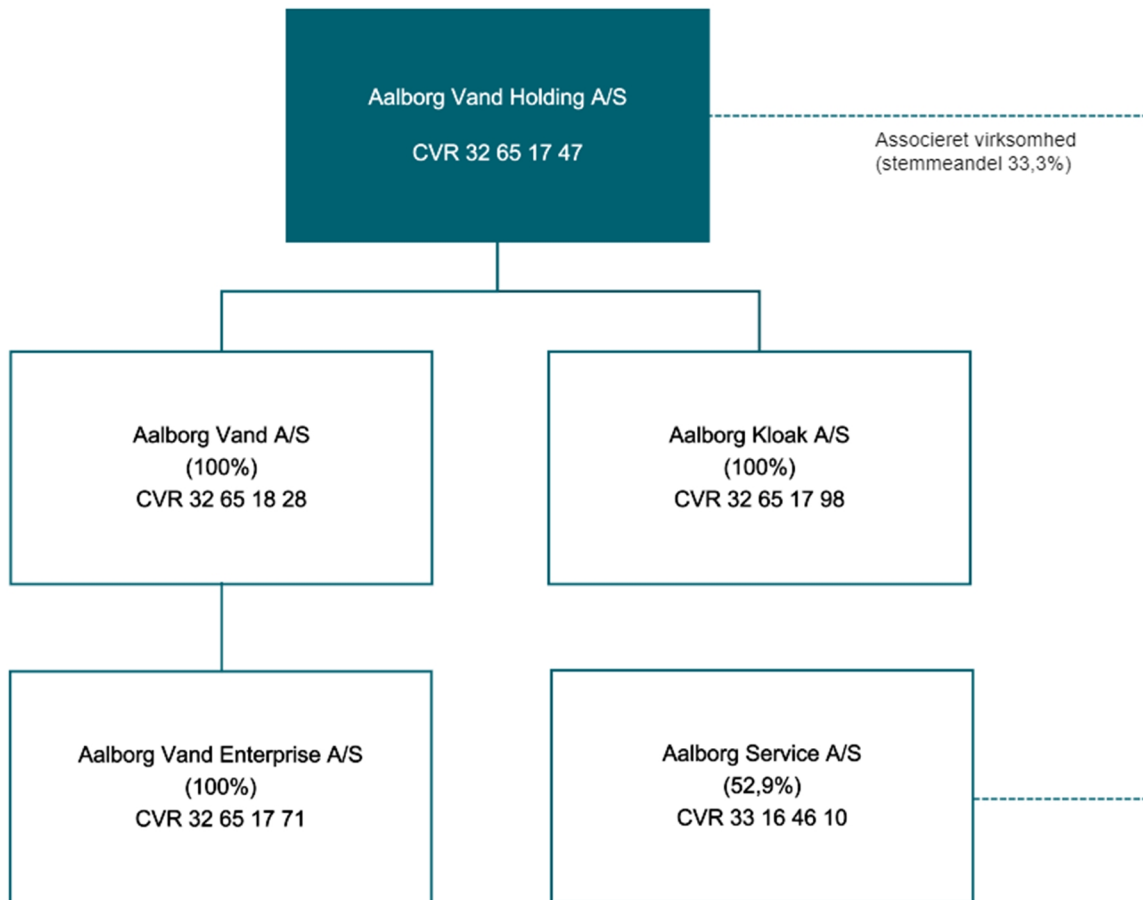 Aalborg Vand Holding A/S
CVR 32 65 17 47
Associeret virksomhed
(stemmeandel 33,3%)
Aalborg Vand A/S
(100%)
CVR 32 65 18 28
Aalborg Kloak A/S
(100%)
CVR 32 65 17 98
Aalborg Vand Enterprise A/S
(100%)
CVR 32 65 17 71
Aalborg Service A/S
(52,9%)
CVR 33 16 46 10